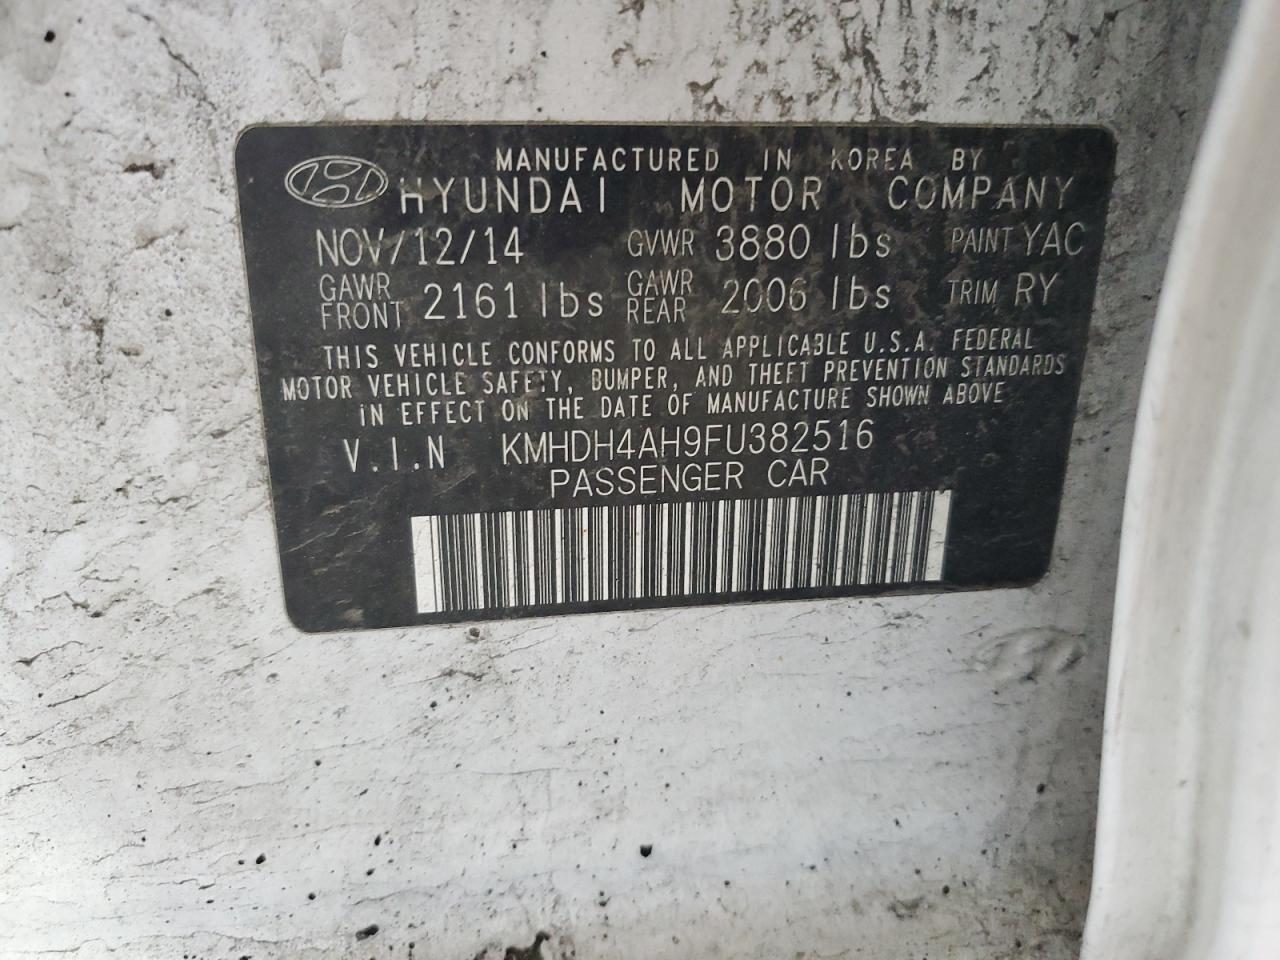 MANUFACTURED IN KOREA BY
HYUNDAI MOTOR COMPANY
NOV/12/14 GVWR 3880 lbs PAINT YAC
GAWR FRONT 2161 lbs GAWR REAR 2006 lbs TRIM RY
THIS VEHICLE CONFORMS TO ALL APPLICABLE U.S.A. FEDERAL
MOTOR VEHICLE SAFETY, BUMPER, AND THEFT PREVENTION STANDARDS
IN EFFECT ON THE DATE OF MANUFACTURE SHOWN ABOVE
V.I.N KMHDH4AH9FU382516
PASSENGER CAR